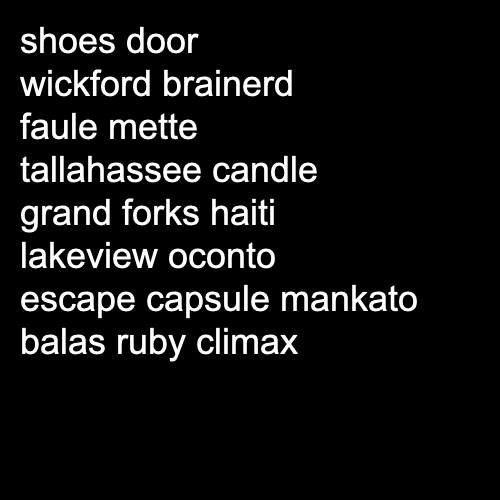 shoes door
wickford brainerd
faule mette
tallahassee candle
grand forks haiti
lakeview oconto
escape capsule mankato
balas ruby climax